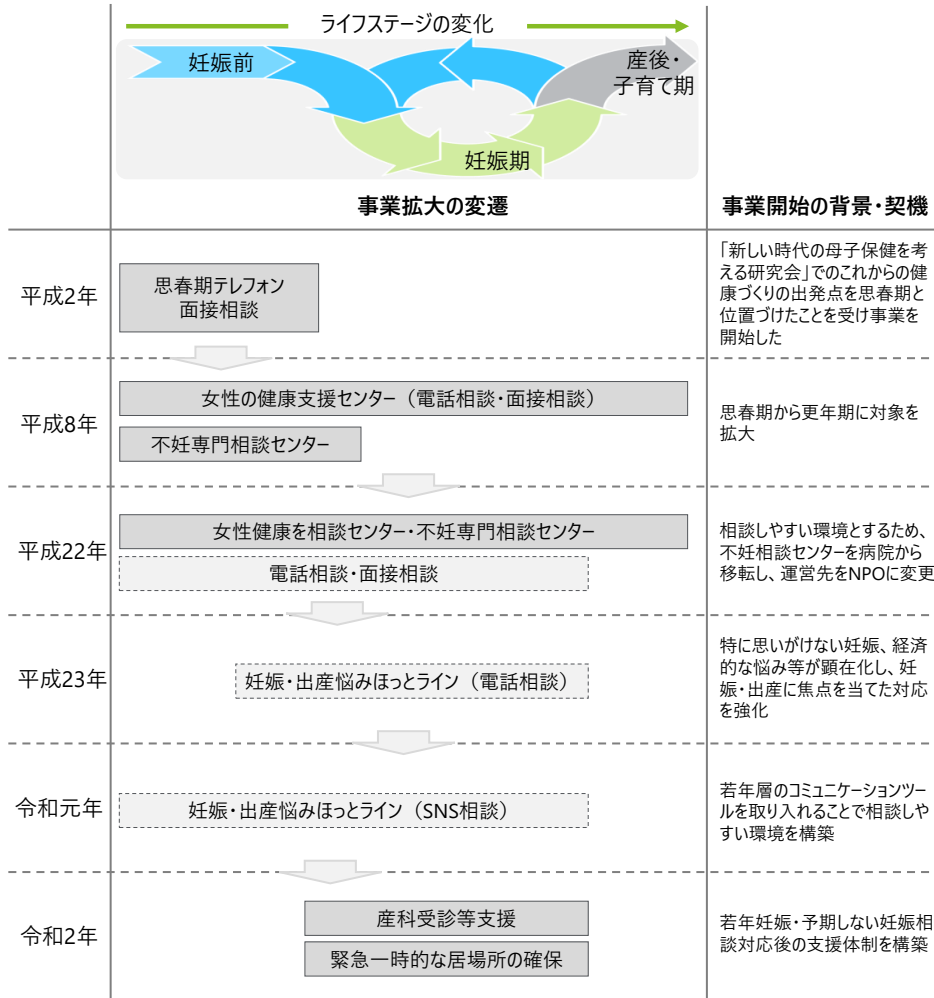 ライフステージの変化
妊娠前
産後・
子育て期
妊娠期
事業拡大の変遷
事業開始の背景・契機
平成2年
思春期テレフォン
面接相談
「新しい時代の母子保健を考
える研究会」でのこれからの健
康づくりの出発点を思春期と
位置づけたことを受け事業を
開始した
平成8年
女性の健康支援センター（電話相談・面接相談）
不妊専門相談センター
思春期から更年期に対象を
拡大
平成22年
女性健康を相談センター・不妊専門相談センター
電話相談・面接相談
相談しやすい環境とするため、
不妊相談センターを病院から
移転し、運営先をNPOに変更
平成23年
妊娠・出産悩みほっとライン（電話相談）
特に思いがけない妊娠、経済
的な悩み等が顕在化し、妊
娠・出産に焦点を当てた対応
を強化
令和元年
妊娠・出産悩みほっとライン（SNS相談）
若年層のコミュニケーションツー
ルを取り入れることで相談しや
すい環境を構築
令和2年
産科受診等支援
緊急一時的な居場所の確保
若年妊娠・予期しない妊娠相
談対応後の支援体制を構築